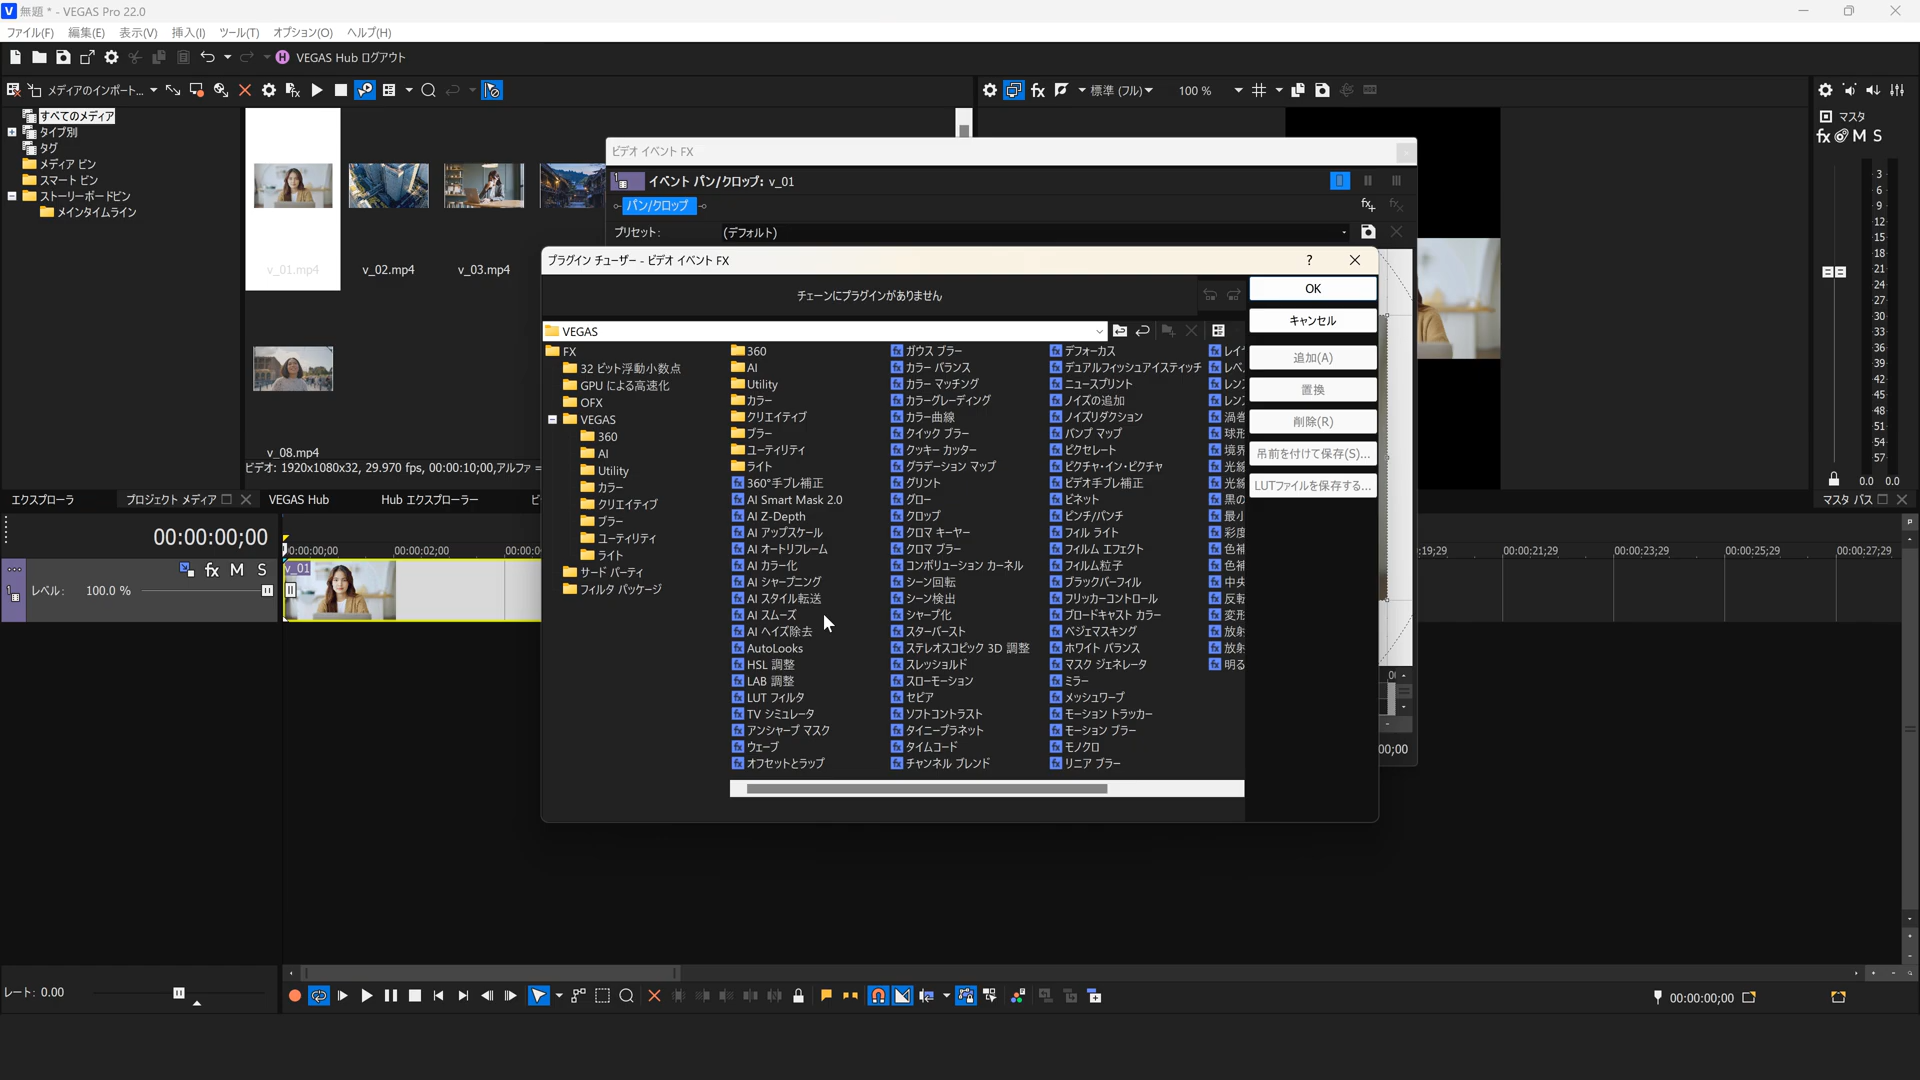 無題 * - VEGAS Pro 22.0
ファイル(F) 編集(E) 表示(V) 挿入(I) ツール(T) オプション(O) ヘルプ(H)
VEGAS Hub ログアウト
メディアのインポート...
標準 (フル)
100 %
すべてのメディア
タイプ別
タグ
メディア ビン
スマート ビン
ストーリーボードビン
メインタイムライン
v_01.mp4
v_02.mp4
v_03.mp4
v_08.mp4
ビデオ: 1920x1080x32, 29.970 fps, 00:00:10;00,アルファ =
ビデオ イベント FX
イベント パン/クロップ: v_01
パン/クロップ
プリセット: (デフォルト)
プラグイン チューザー - ビデオ イベント FX
チェーンにプラグインがありません
VEGAS
FX
32 ビット浮動小数点
GPU による高速化
OFX
VEGAS
360
AI
Utility
カラー
クリエイティブ
ブラー
ユーティリティ
ライト
サード パーティ
フィルタ パッケージ
360
AI
Utility
カラー
クリエイティブ
ブラー
ユーティリティ
ライト
360°手ブレ補正
AI Smart Mask 2.0
AI Z-Depth
AI アップスケール
AI オートリフレーム
AI カラー化
AI シャープニング
AI スタイル転送
AI スムーズ
AI ヘイズ除去
AutoLooks
HSL 調整
LAB 調整
LUT フィルタ
TV シミュレータ
アンシャープ マスク
ウェーブ
オフセットとラップ
ガウス ブラー
カラー バランス
カラー マッチング
カラーグレーディング
カラー曲線
クイック ブラー
クッキー カッター
グラデーション マップ
グリント
グロー
クロップ
クロマ キーヤー
クロマ ブラー
コンボリューション カーネル
シーン回転
シーン検出
シャープ化
スターバースト
ステレオスコピック 3D 調整
スレッショルド
スローモーション
セピア
ソフトコントラスト
タイニープラネット
タイムコード
チャンネル ブレンド
デフォーカス
デュアルフィッシュアイスティッチ
ニュースプリント
ノイズの追加
ノイズリダクション
バンプ マップ
ピクセレート
ピクチャ・イン・ピクチャ
ビデオ手ブレ補正
ビネット
ピンチ/パンチ
フィル ライト
フィルム エフェクト
フィルム粒子
ブラックバーフィル
フリッカーコントロール
ブロードキャスト カラー
ベジェマスキング
ホワイト バランス
マスク ジェネレータ
ミラー
メッシュワープ
モーション トラッカー
モーション ブラー
モノクロ
リニア ブラー
OK
キャンセル
追加(A)
置換
削除(R)
名前を付けて保存(S)...
LUTファイルを保存する...
マスタ
M S
3
6
9
12
15
18
21
24
27
30
33
36
39
42
45
48
51
54
57
0.0 0.0
マスタ バス
エクスプローラ プロジェクト メディア VEGAS Hub Hub エクスプローラー ビ
00:00:00;00
00:00:02;00
:19;29 00:00:21;29 00:00:23;29 00:00:25;29 00:00:27;29
M S
1 レベル: 100.0 %
v_01
レート: 0.00
00:00:00;00